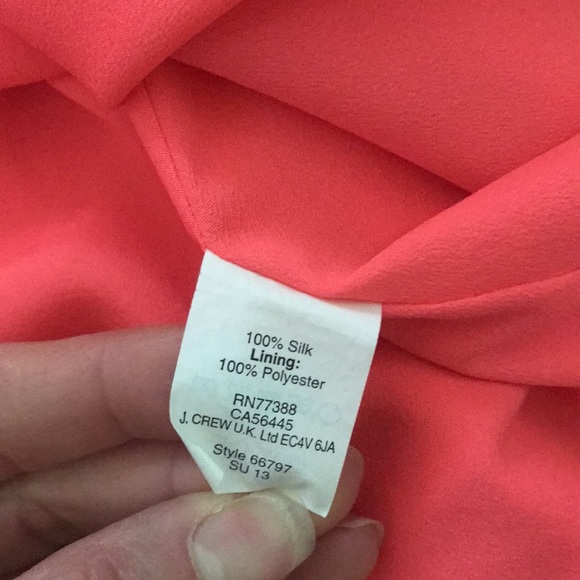 100% Silk
Lining:
100% Polyester
RN77388
CA56445
J. CREW U.K. Ltd EC4V 6JA
Style 66797
SU 13